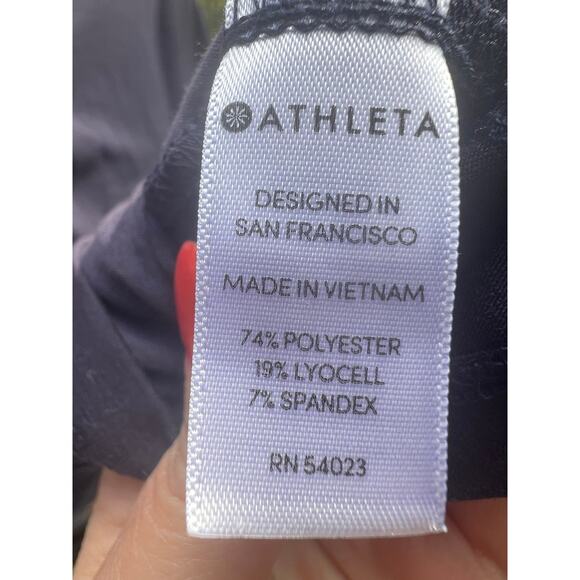 ATHLETA
DESIGNED IN
SAN FRANCISCO
MADE IN VIETNAM
74% POLYESTER
19% LYOCELL
7% SPANDEX
RN 54023